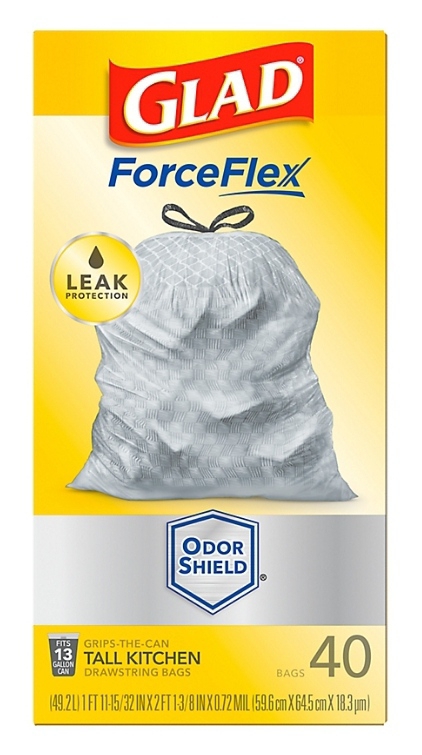 GLAD®
ForceFlex
LEAK
PROTECTION
ODOR
SHIELD®
FITS
13
GALLON
CAN
GRIPS-THE-CAN
TALL KITCHEN
DRAWSTRING BAGS
BAGS 40
(49.2L) 1 FT 11-15/32 IN X 2 FT 1-3/8 IN X 0.72 MIL (59.6 cm X 64.5 cm X 18.3 µm)